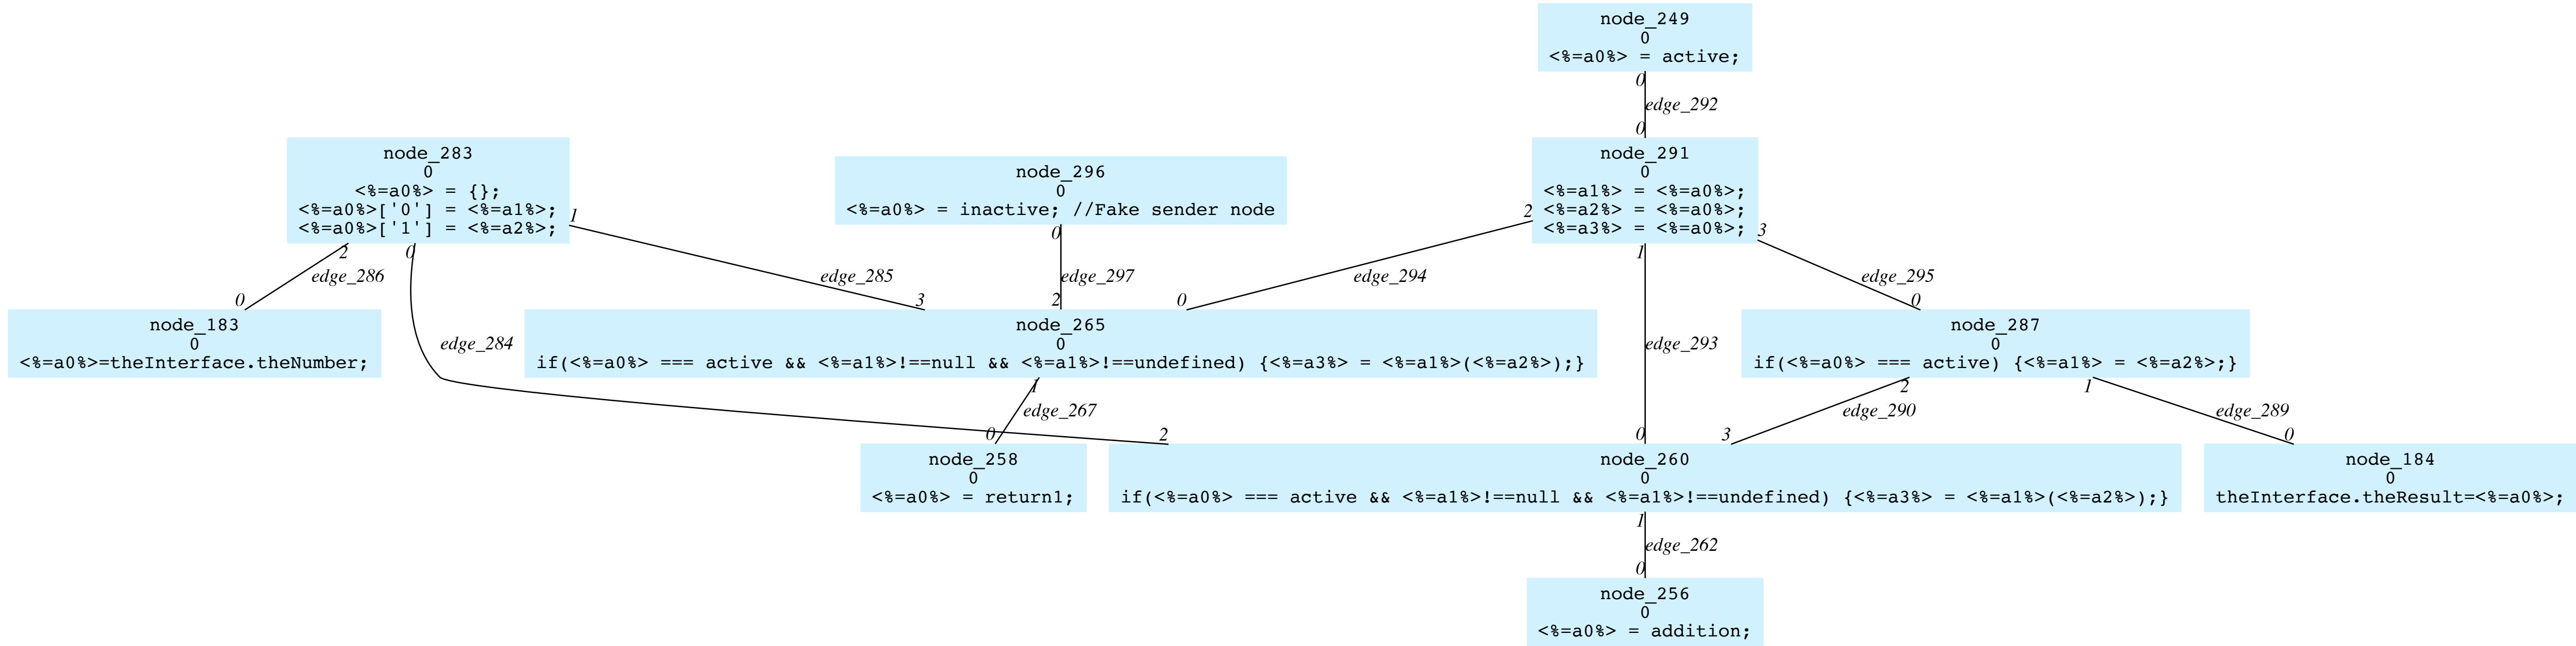 node_249
0
<%=a0%> = active;
0
edge_292
0
node_283
0
<%=a0%> = {};
<%=a0%>['0'] = <%=a1%>;
<%=a0%>['1'] = <%=a2%>;
node_296
0
<%=a0%> = inactive; //Fake sender node
node_291
0
<%=a1%> = <%=a0%>;
<%=a2%> = <%=a0%>;
<%=a3%> = <%=a0%>;
1
2
3
2
0
0
1
edge_286
edge_285
edge_297
edge_294
edge_295
0
3
2
0
0
node_183
0
<%=a0%>=theInterface.theNumber;
edge_284
node_265
0
if(<%=a0%> === active && <%=a1%>!==null && <%=a1%>!==undefined) {<%=a3%> = <%=a1%>(<%=a2%>);}
edge_293
node_287
0
if(<%=a0%> === active) {<%=a1%> = <%=a2%>;}
1
2
1
edge_267
edge_290
edge_289
0
2
0
3
0
node_258
0
<%=a0%> = return1;
node_260
0
if(<%=a0%> === active && <%=a1%>!==null && <%=a1%>!==undefined) {<%=a3%> = <%=a1%>(<%=a2%>);}
node_184
0
theInterface.theResult=<%=a0%>;
1
edge_262
0
node_256
0
<%=a0%> = addition;